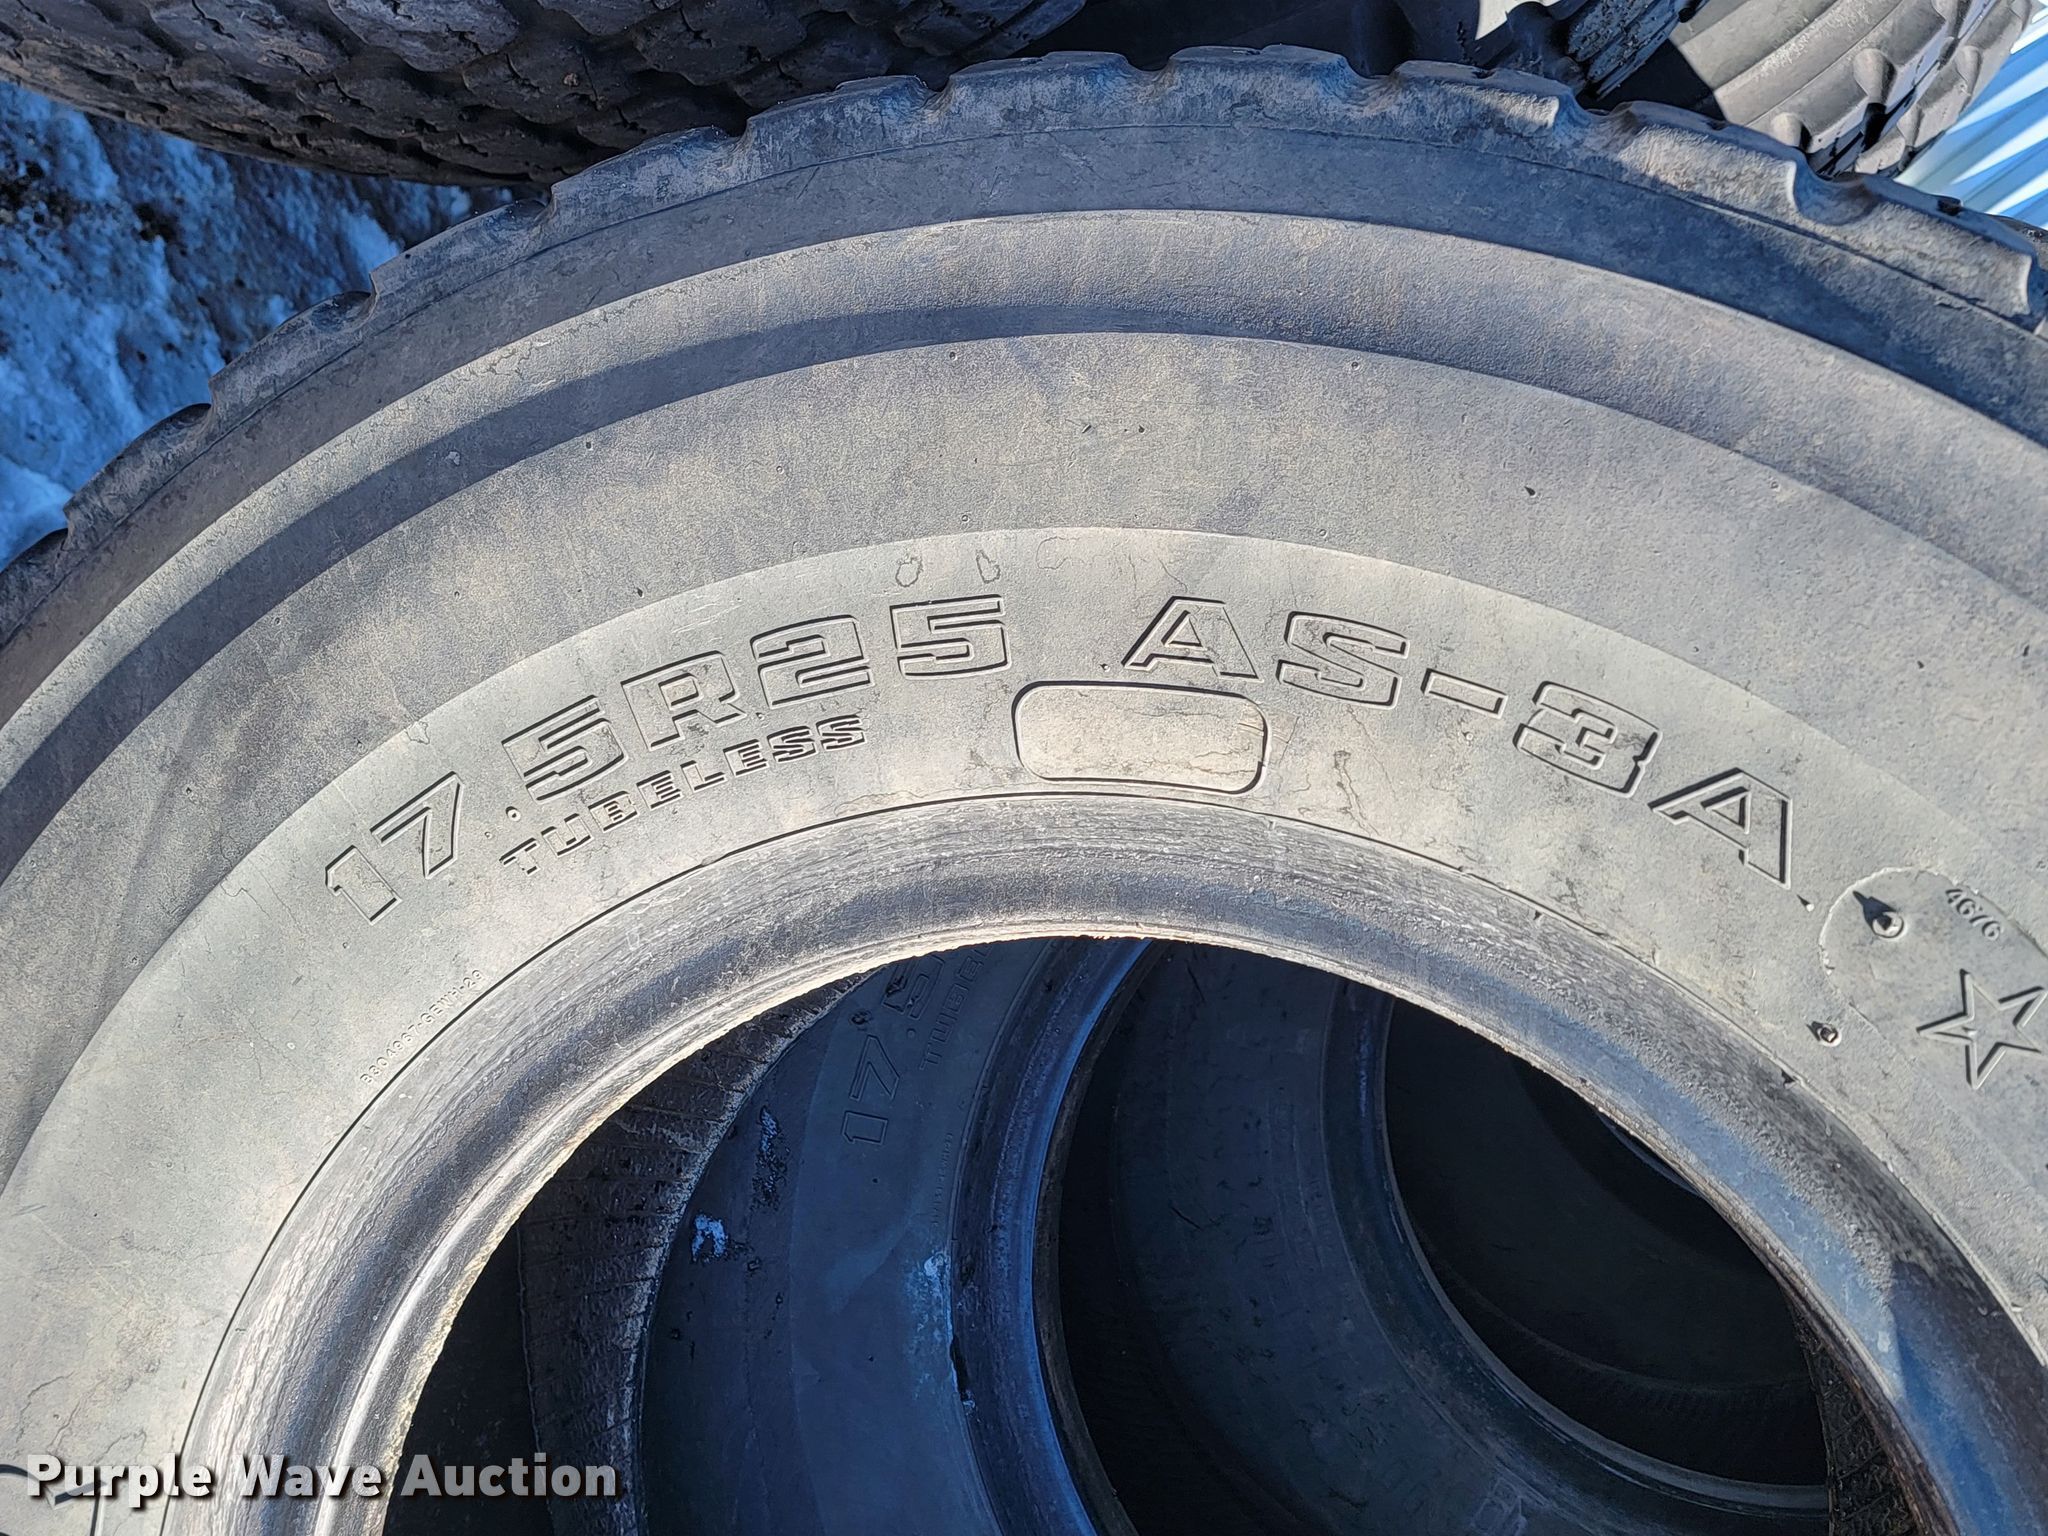 17.5R25 AS-3A
TUBELESS
4676
17.5
Purple Wave Auction